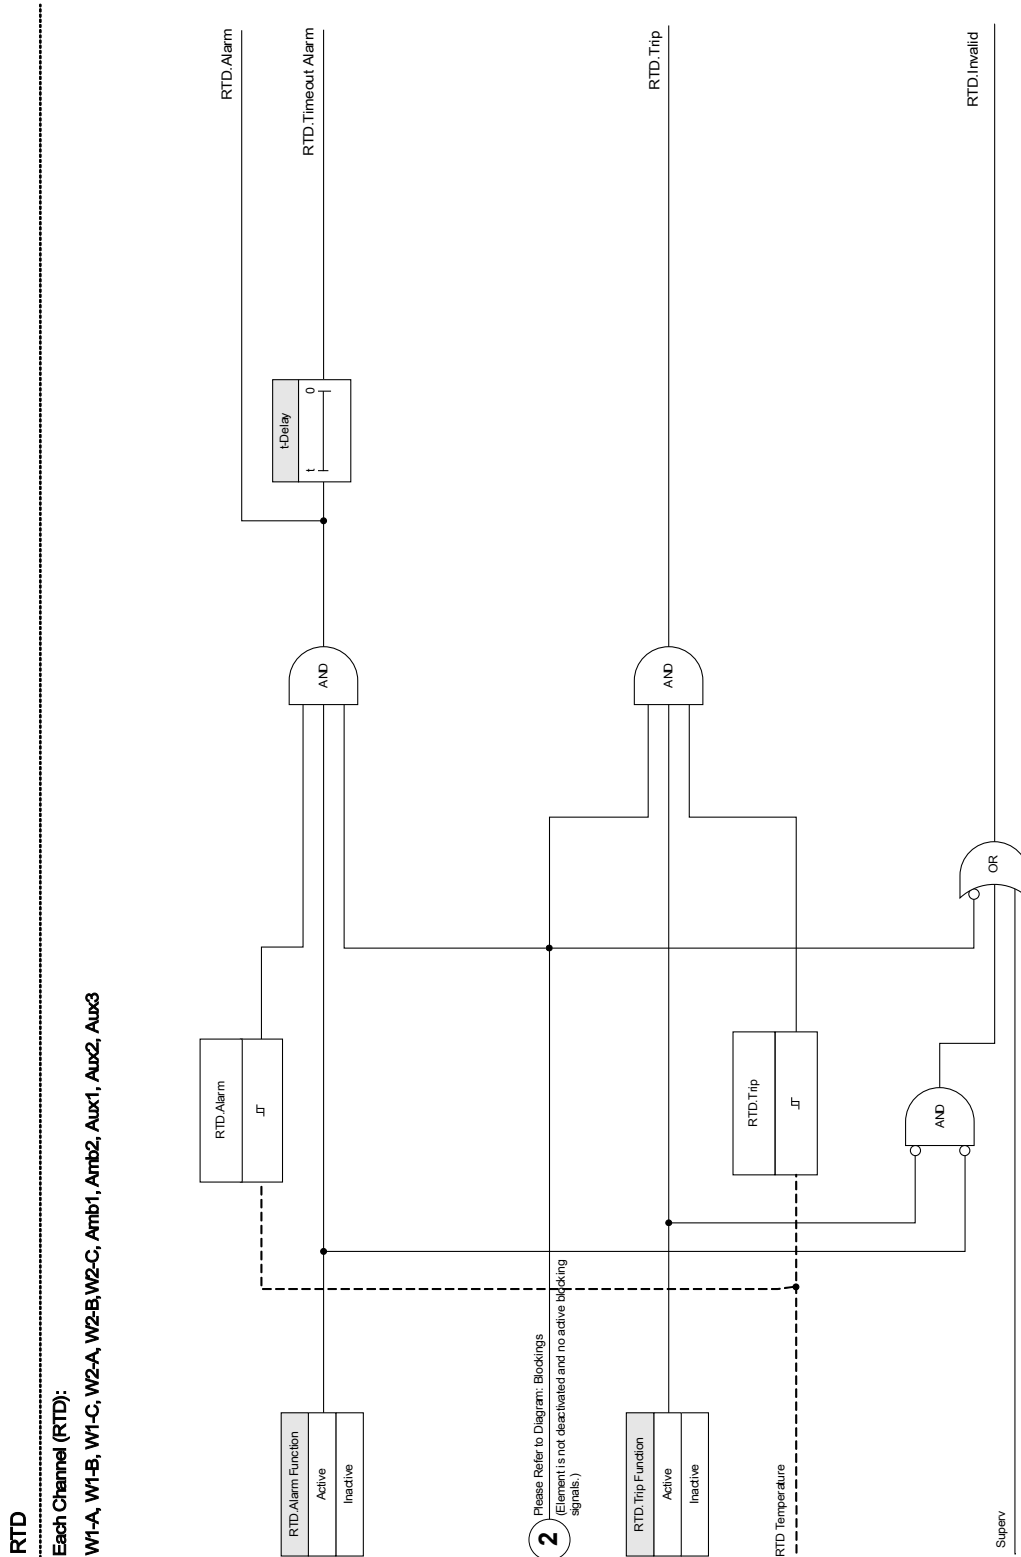 RTD
Each Channel (RTD):
W1-A, W1-B, W1-C, W2-A, W2-B,W2-C, Amb1, Amb2, Aux1, Aux2, Aux3
RTD.Alarm Function
Active
Inactive
RTD.Alarm
AND
t-Delay
t
0
RTD.Alarm
RTD.Timeout Alarm
2
Please Refer to Diagram: Blockings
(Element is not deactivated and no active blocking
signals.)
RTD.Trip Function
Active
Inactive
AND
RTD.Trip
RTD.Trip
RTD Temperature
AND
OR
RTD.Invalid
Superv